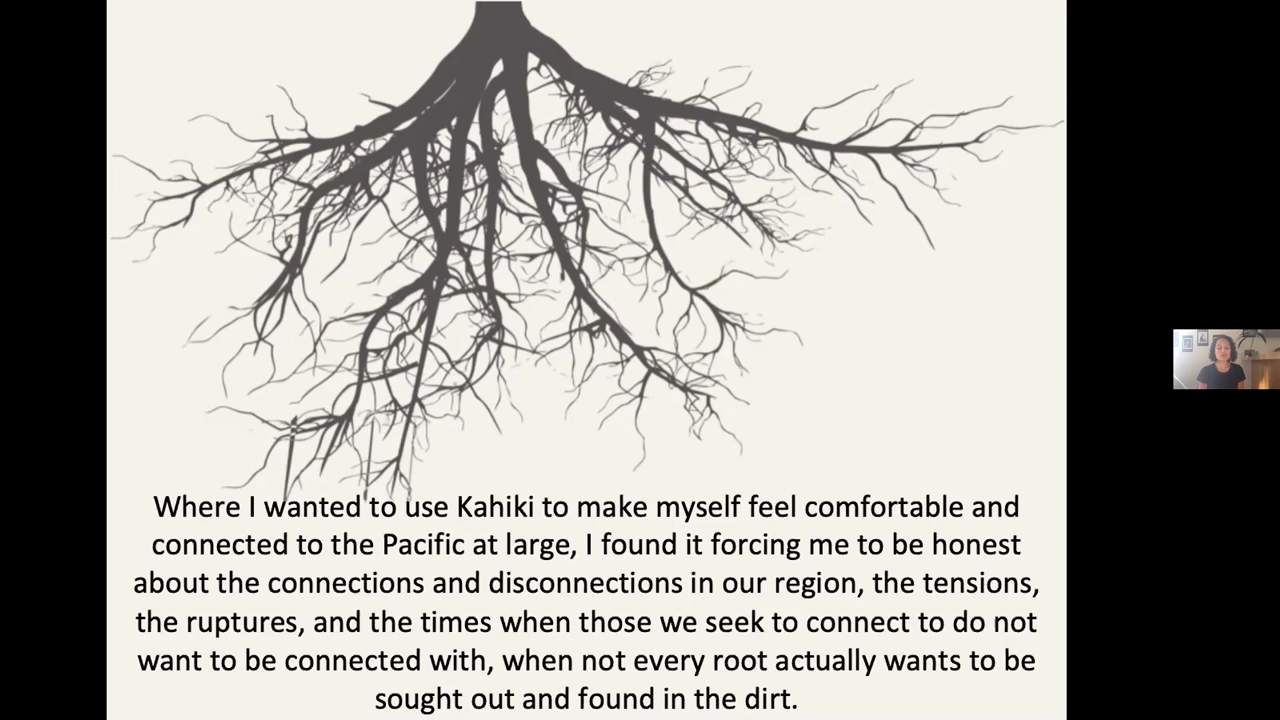 Where I wanted to use Kahiki to make myself feel comfortable and
connected to the Pacific at large, I found it forcing me to be honest
about the connections and disconnections in our region, the tensions,
the ruptures, and the times when those we seek to connect to do not
want to be connected with, when not every root actually wants to be
sought out and found in the dirt.